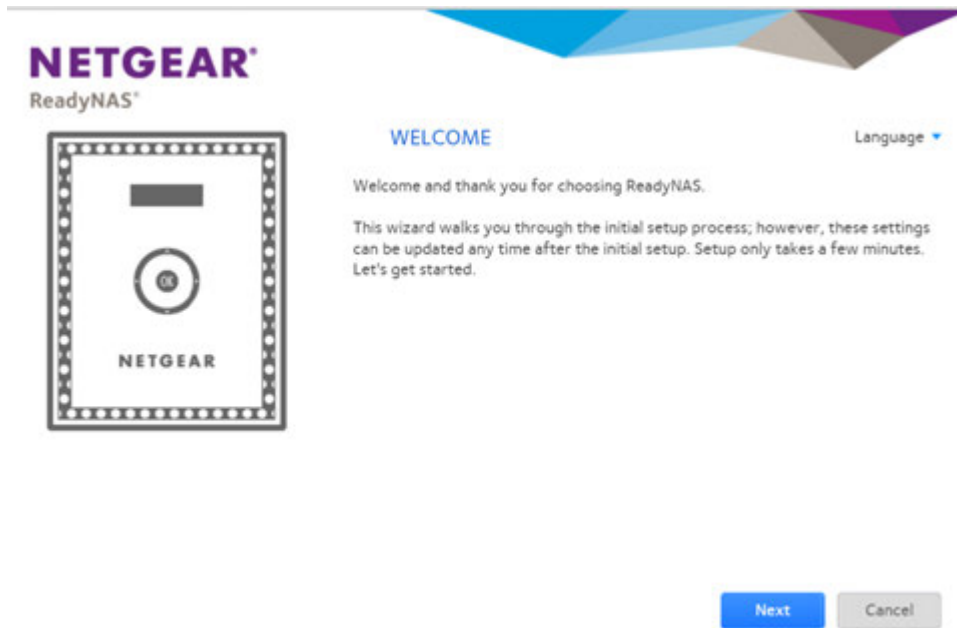 NETGEAR®
ReadyNAS®
WELCOME
Language
Welcome and thank you for choosing ReadyNAS.
This wizard walks you through the initial setup process; however, these settings
can be updated any time after the initial setup. Setup only takes a few minutes.
Let's get started.
OK
NETGEAR
Next
Cancel